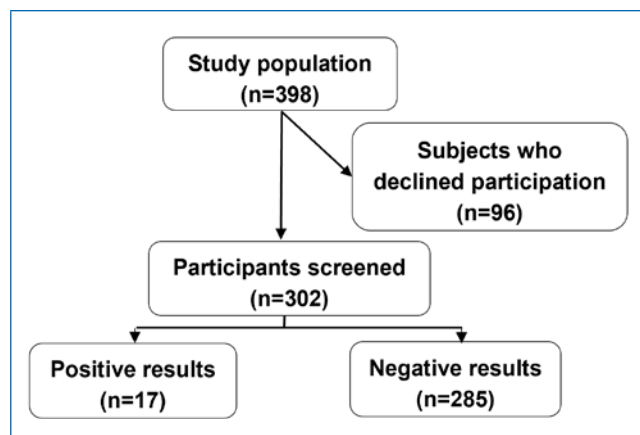 Study population
(n=398)
Subjects who
declined participation
(n=96)
Participants screened
(n=302)
Positive results
(n=17)
Negative results
(n=285)